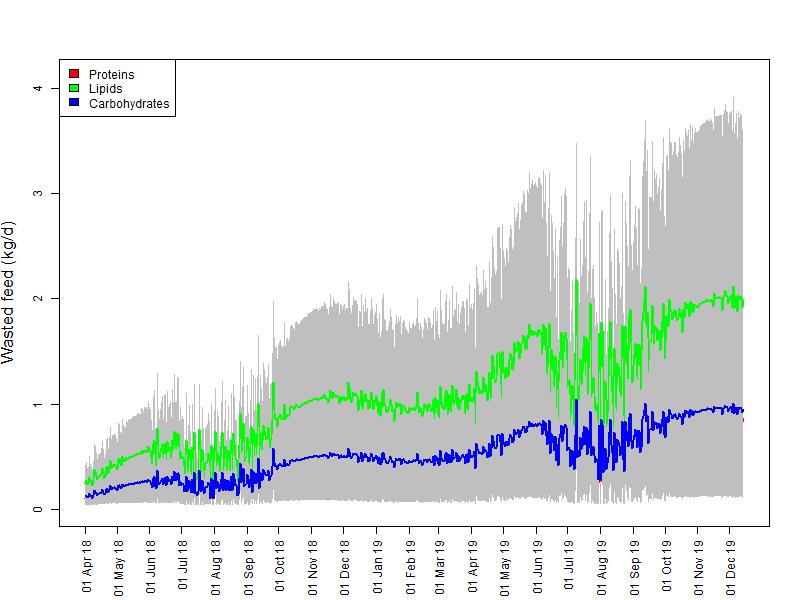 Proteins
Lipids
Carbohydrates
Wasted feed (kg/d)
4
3
2
1
0
01 Apr 18
01 May 18
01 Jun 18
01 Jul 18
01 Aug 18
01 Sep 18
01 Oct 18
01 Nov 18
01 Dec 18
01 Jan 19
01 Feb 19
01 Mar 19
01 Apr 19
01 May 19
01 Jun 19
01 Jul 19
01 Aug 19
01 Sep 19
01 Oct 19
01 Nov 19
01 Dec 19